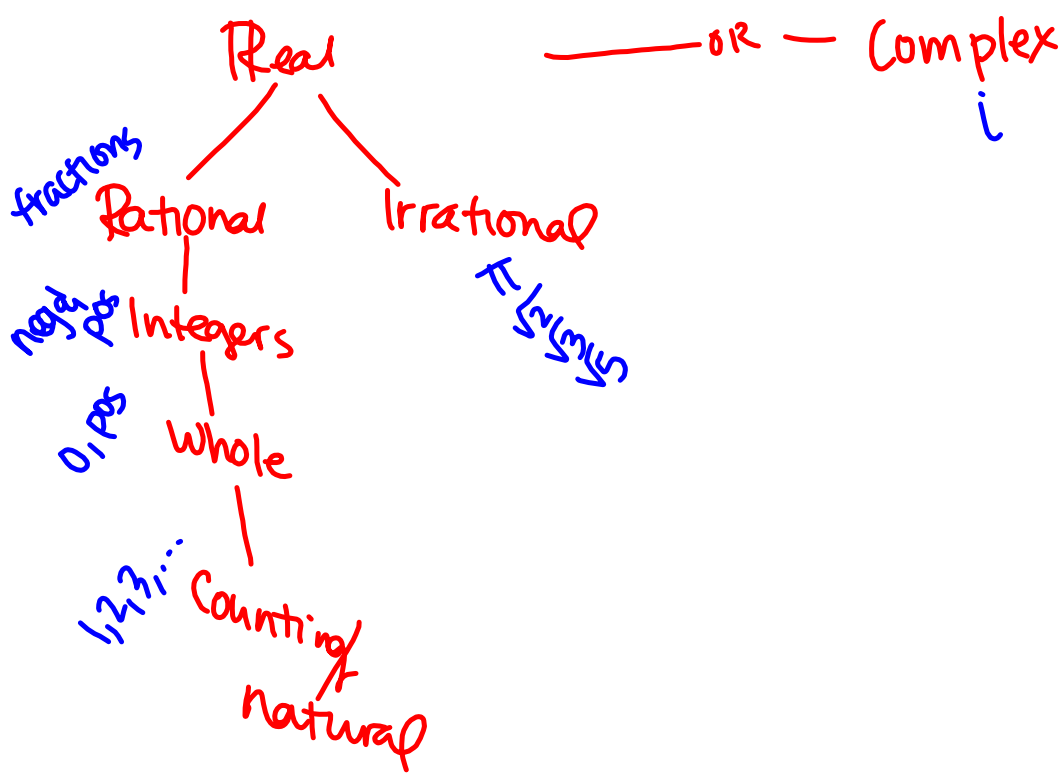 Real — OR — Complex
i
fractions
Rational
Irrational
π √2 √3 √5
neg & pos
Integers
0, pos
Whole
1, 2, 3, ...
Counting/
natural